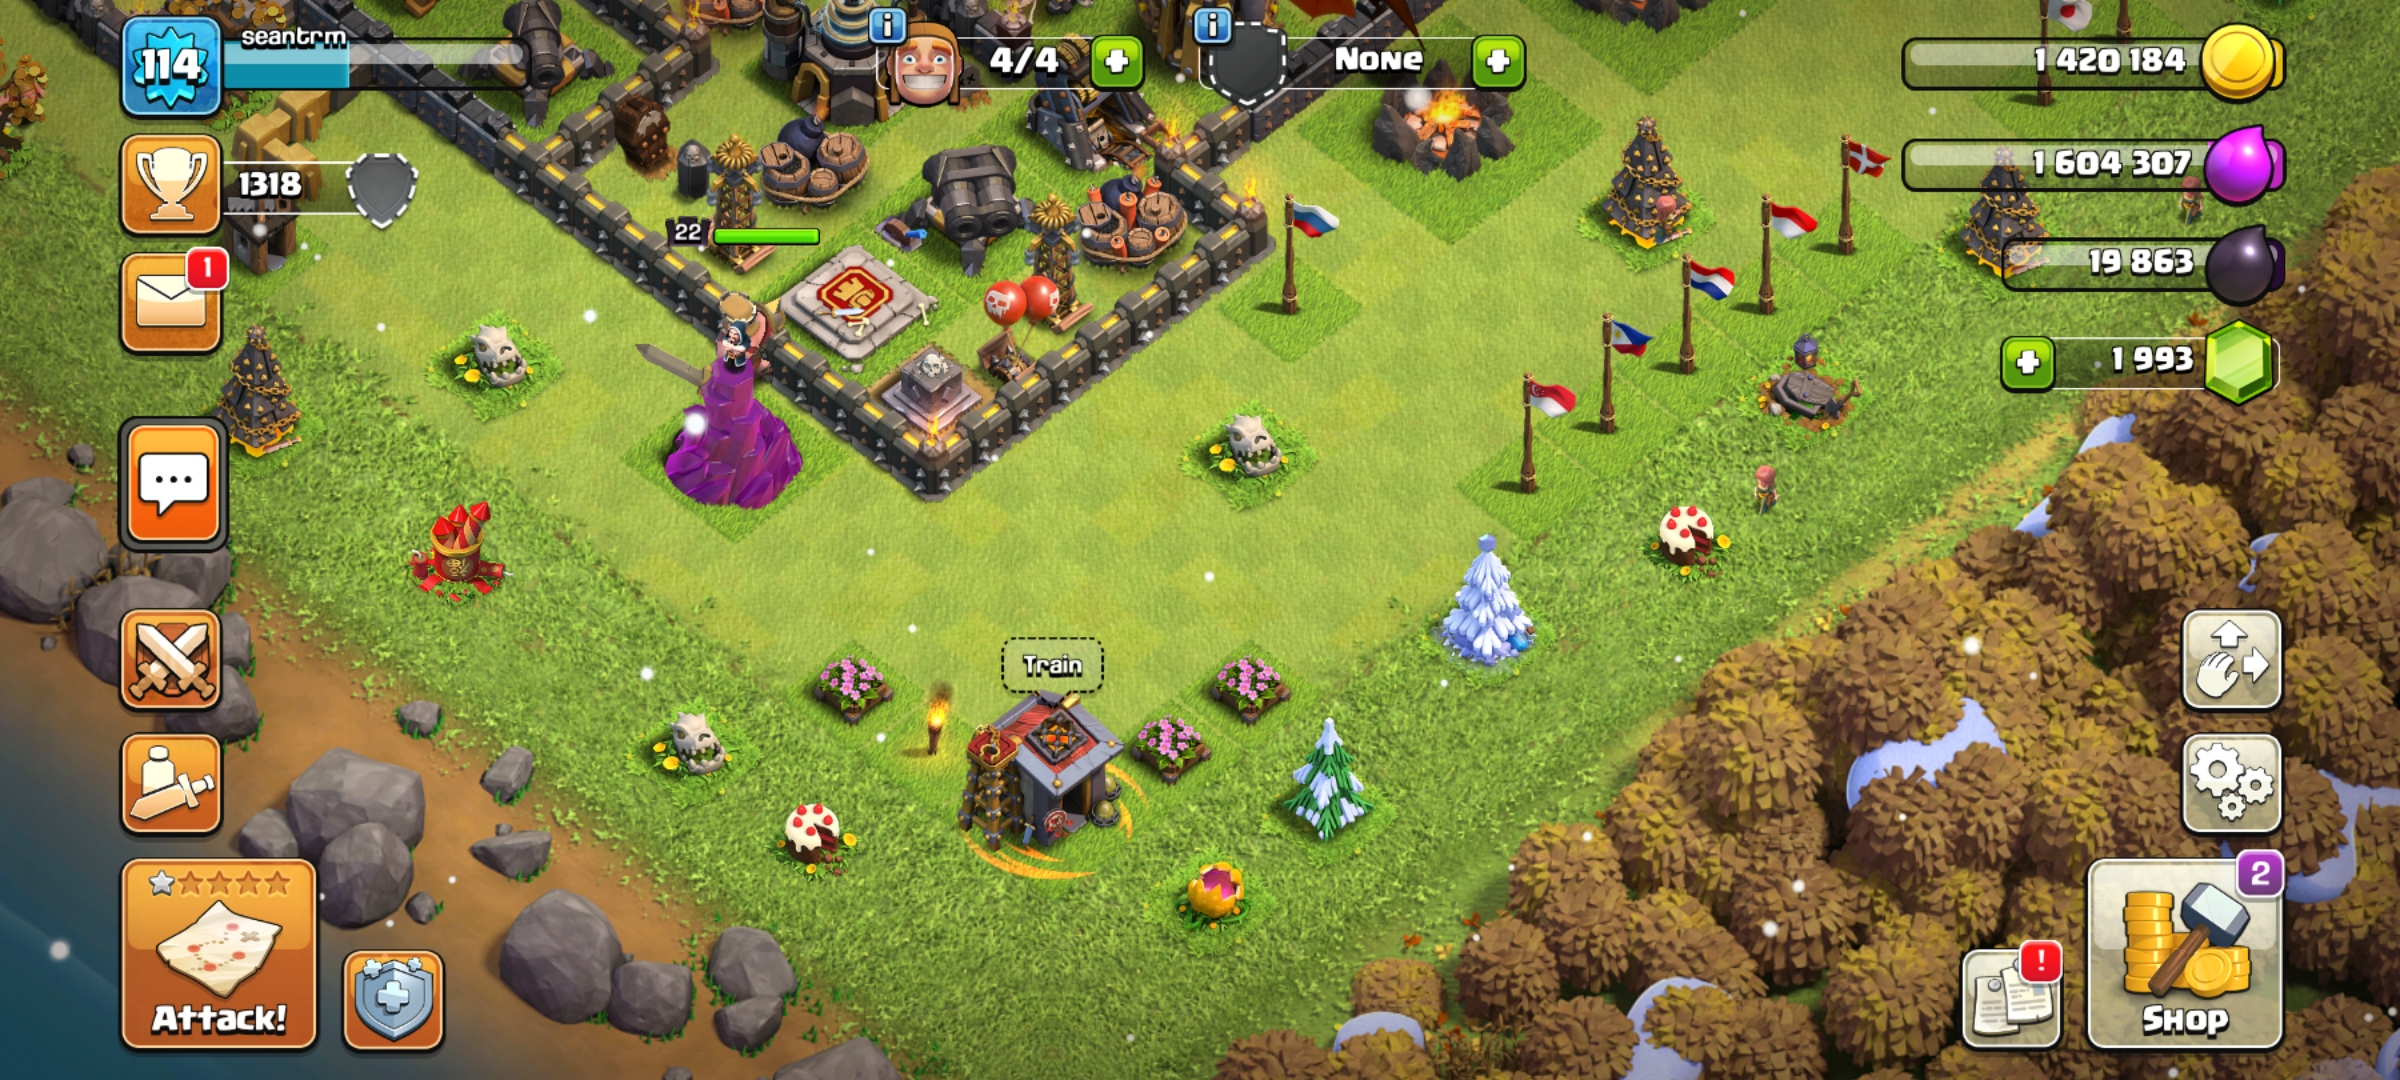 114
seantrm
4/4
None
1 420 184
1318
1 604 307
1
22
19 863
1 993
Train
2
Attack!
!
Shop